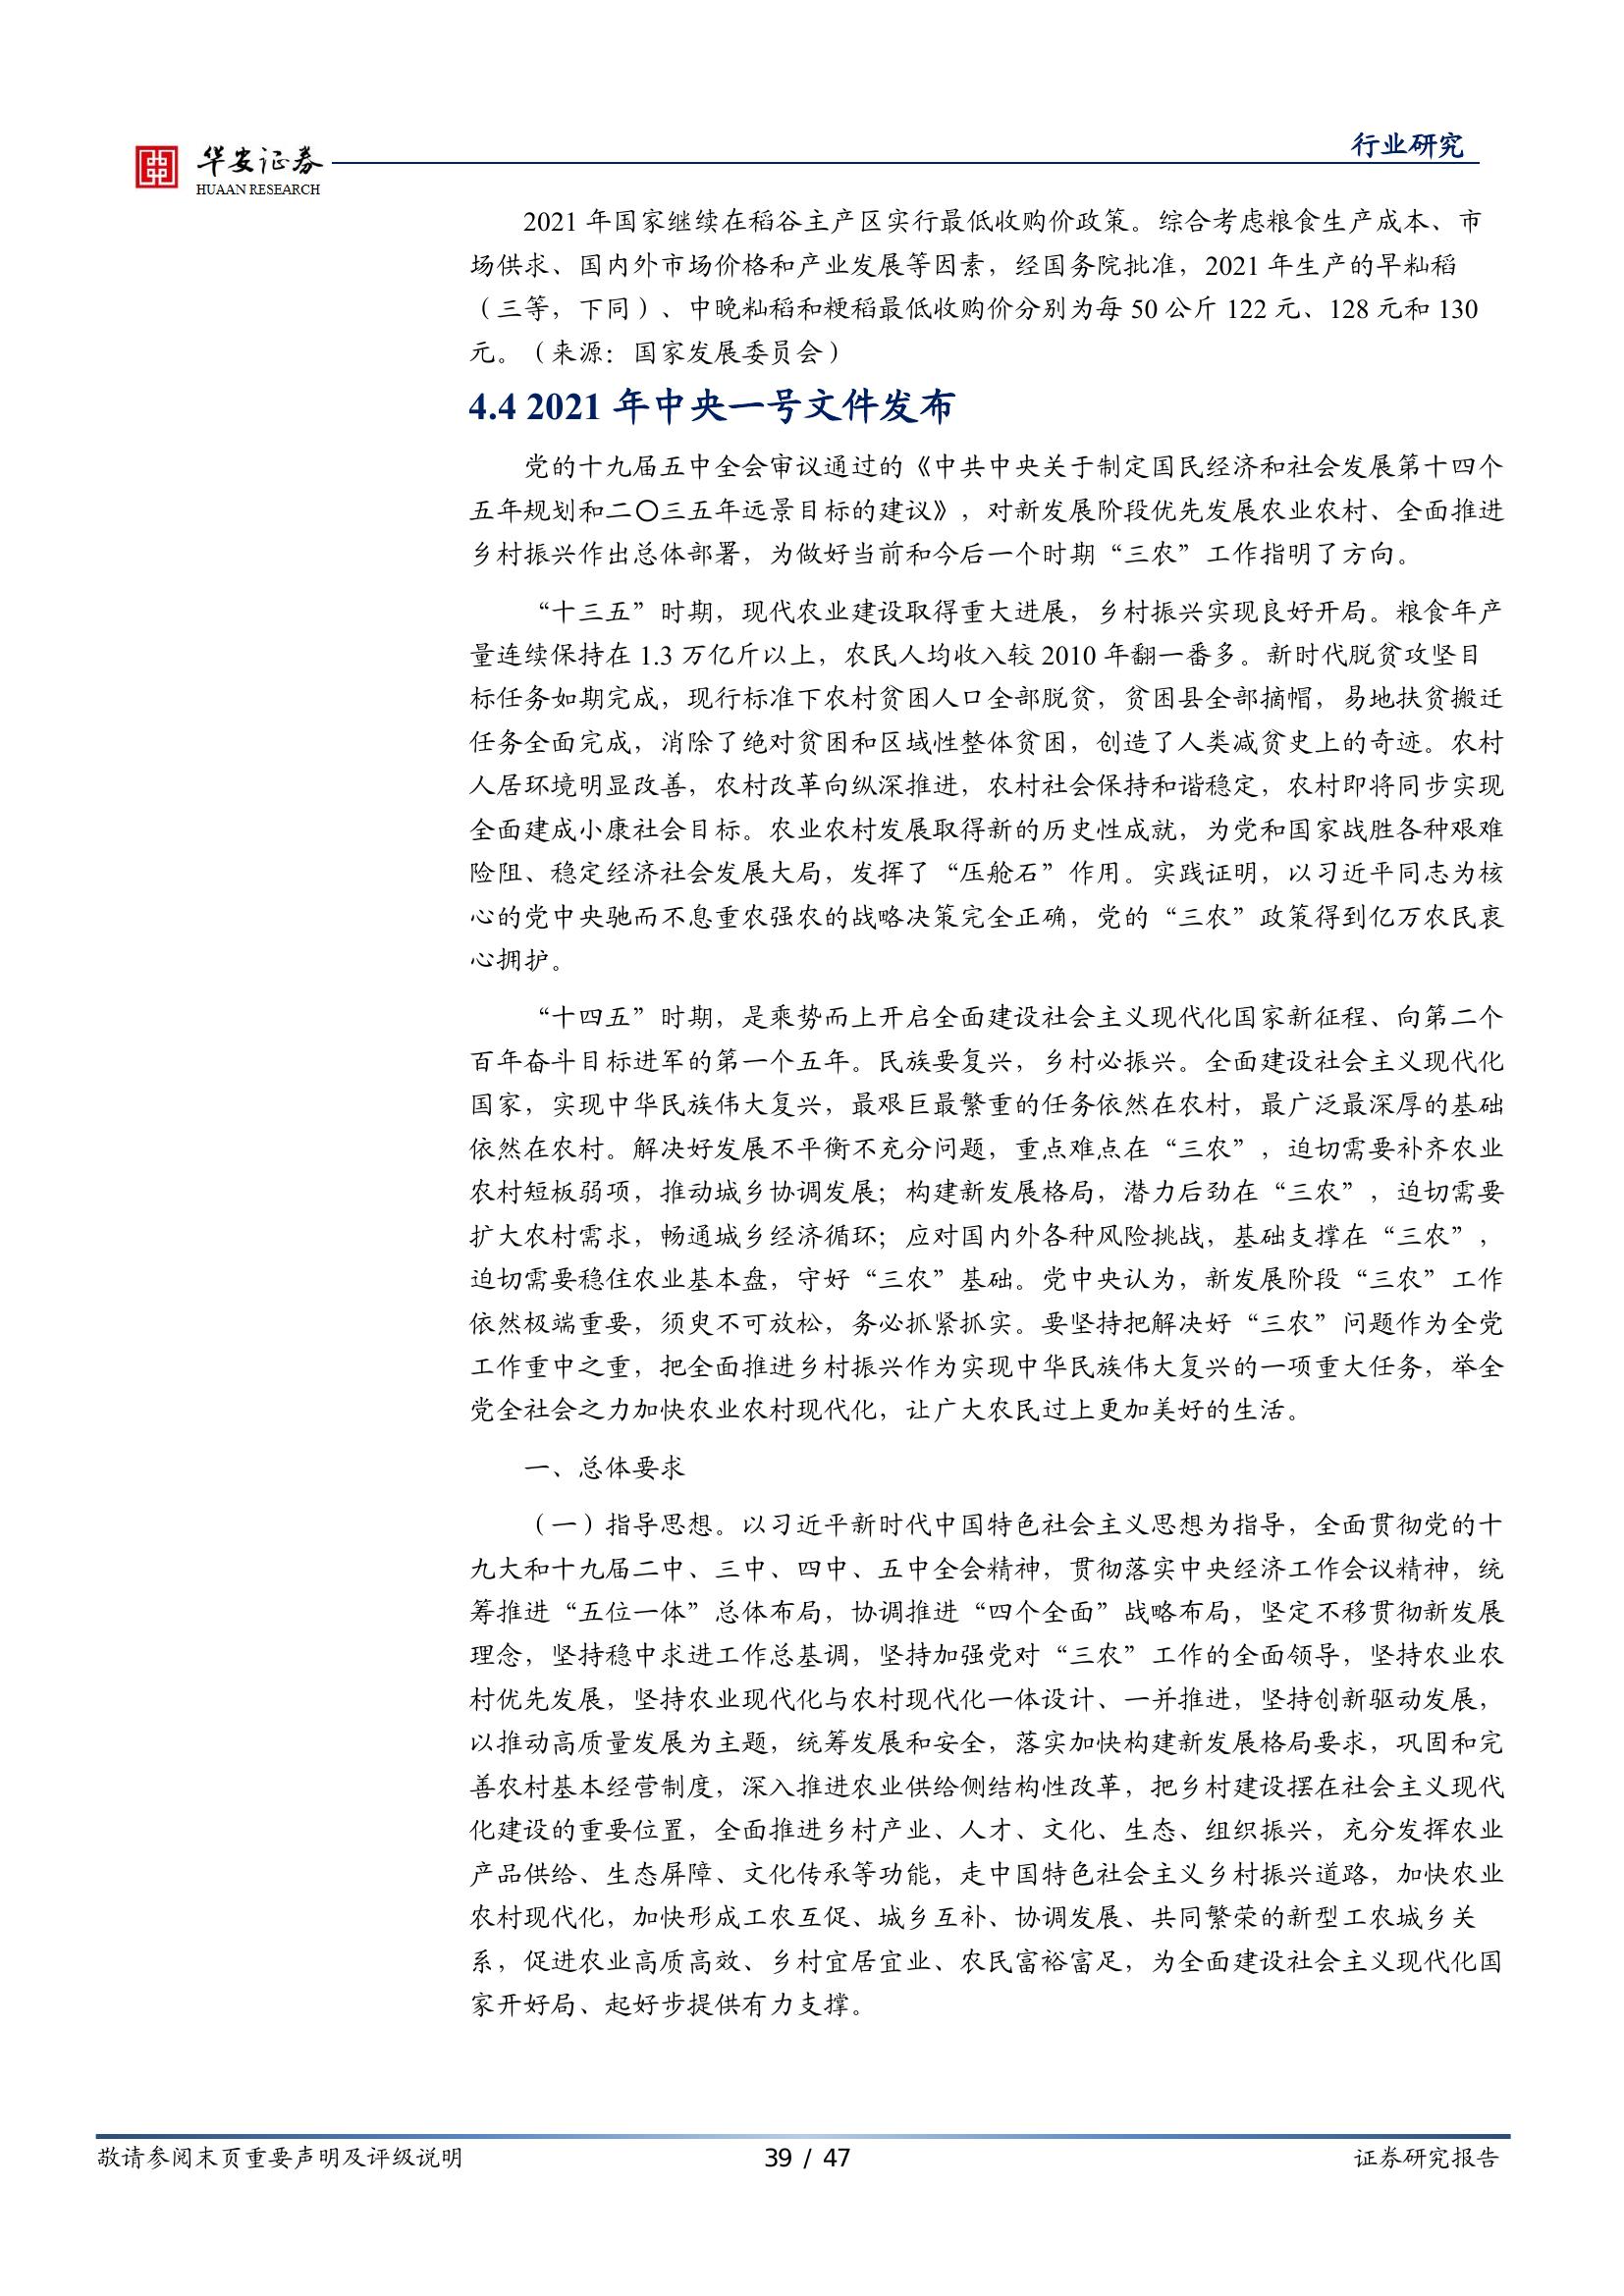 华安证券
HUAAN RESEARCH
行业研究
2021 年国家继续在稻谷主产区实行最低收购价政策。综合考虑粮食生产成本、市
场供求、国内外市场价格和产业发展等因素，经国务院批准，2021 年生产的早籼稻
（三等，下同）、中晚籼稻和粳稻最低收购价分别为每 50 公斤 122 元、128 元和 130
元。（来源：国家发展委员会）
4.4 2021 年中央一号文件发布
党的十九届五中全会审议通过的《中共中央关于制定国民经济和社会发展第十四个
五年规划和二〇三五年远景目标的建议》，对新发展阶段优先发展农业农村、全面推进
乡村振兴作出总体部署，为做好当前和今后一个时期“三农”工作指明了方向。
“十三五”时期，现代农业建设取得重大进展，乡村振兴实现良好开局。粮食年产
量连续保持在 1.3 万亿斤以上，农民人均收入较 2010 年翻一番多。新时代脱贫攻坚目
标任务如期完成，现行标准下农村贫困人口全部脱贫，贫困县全部摘帽，易地扶贫搬迁
任务全面完成，消除了绝对贫困和区域性整体贫困，创造了人类减贫史上的奇迹。农村
人居环境明显改善，农村改革向纵深推进，农村社会保持和谐稳定，农村即将同步实现
全面建成小康社会目标。农业农村发展取得新的历史性成就，为党和国家战胜各种艰难
险阻、稳定经济社会发展大局，发挥了“压舱石”作用。实践证明，以习近平同志为核
心的党中央驰而不息重农强农的战略决策完全正确，党的“三农”政策得到亿万农民衷
心拥护。
“十四五”时期，是乘势而上开启全面建设社会主义现代化国家新征程、向第二个
百年奋斗目标进军的第一个五年。民族要复兴，乡村必振兴。全面建设社会主义现代化
国家，实现中华民族伟大复兴，最艰巨最繁重的任务依然在农村，最广泛最深厚的基础
依然在农村。解决好发展不平衡不充分问题，重点难点在“三农”，迫切需要补齐农业
农村短板弱项，推动城乡协调发展；构建新发展格局，潜力后劲在“三农”，迫切需要
扩大农村需求，畅通城乡经济循环；应对国内外各种风险挑战，基础支撑在“三农”，
迫切需要稳住农业基本盘，守好“三农”基础。党中央认为，新发展阶段“三农”工作
依然极端重要，须臾不可放松，务必抓紧抓实。要坚持把解决好“三农”问题作为全党
工作重中之重，把全面推进乡村振兴作为实现中华民族伟大复兴的一项重大任务，举全
党全社会之力加快农业农村现代化，让广大农民过上更加美好的生活。
一、总体要求
（一）指导思想。以习近平新时代中国特色社会主义思想为指导，全面贯彻党的十
九大和十九届二中、三中、四中、五中全会精神，贯彻落实中央经济工作会议精神，统
筹推进“五位一体”总体布局，协调推进“四个全面”战略布局，坚定不移贯彻新发展
理念，坚持稳中求进工作总基调，坚持加强党对“三农”工作的全面领导，坚持农业农
村优先发展，坚持农业现代化与农村现代化一体设计、一并推进，坚持创新驱动发展，
以推动高质量发展为主题，统筹发展和安全，落实加快构建新发展格局要求，巩固和完
善农村基本经营制度，深入推进农业供给侧结构性改革，把乡村建设摆在社会主义现代
化建设的重要位置，全面推进乡村产业、人才、文化、生态、组织振兴，充分发挥农业
产品供给、生态屏障、文化传承等功能，走中国特色社会主义乡村振兴道路，加快农业
农村现代化，加快形成工农互促、城乡互补、协调发展、共同繁荣的新型工农城乡关
系，促进农业高质高效、乡村宜居宜业、农民富裕富足，为全面建设社会主义现代化国
家开好局、起好步提供有力支撑。
敬请参阅末页重要声明及评级说明
39 / 47
证券研究报告